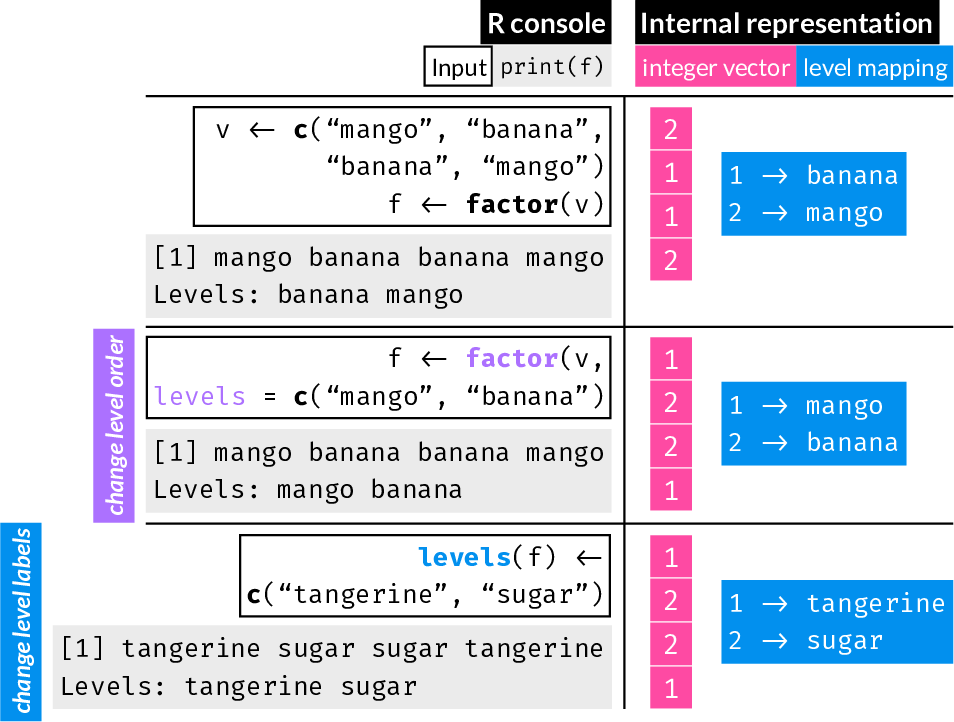 R console
Internal representation
Input print(f)
integer vector level mapping
v ← c(“mango”, “banana”,
“banana”, “mango”)
f ← factor(v)
[1] mango banana banana mango
Levels: banana mango
2
1
1
2
1 → banana
2 → mango
change level order
f ← factor(v,
levels = c(“mango”, “banana”)
[1] mango banana banana mango
Levels: mango banana
1
2
2
1
1 → mango
2 → banana
change level labels
levels(f) ←
c(“tangerine”, “sugar”)
[1] tangerine sugar sugar tangerine
Levels: tangerine sugar
1
2
2
1
1 → tangerine
2 → sugar